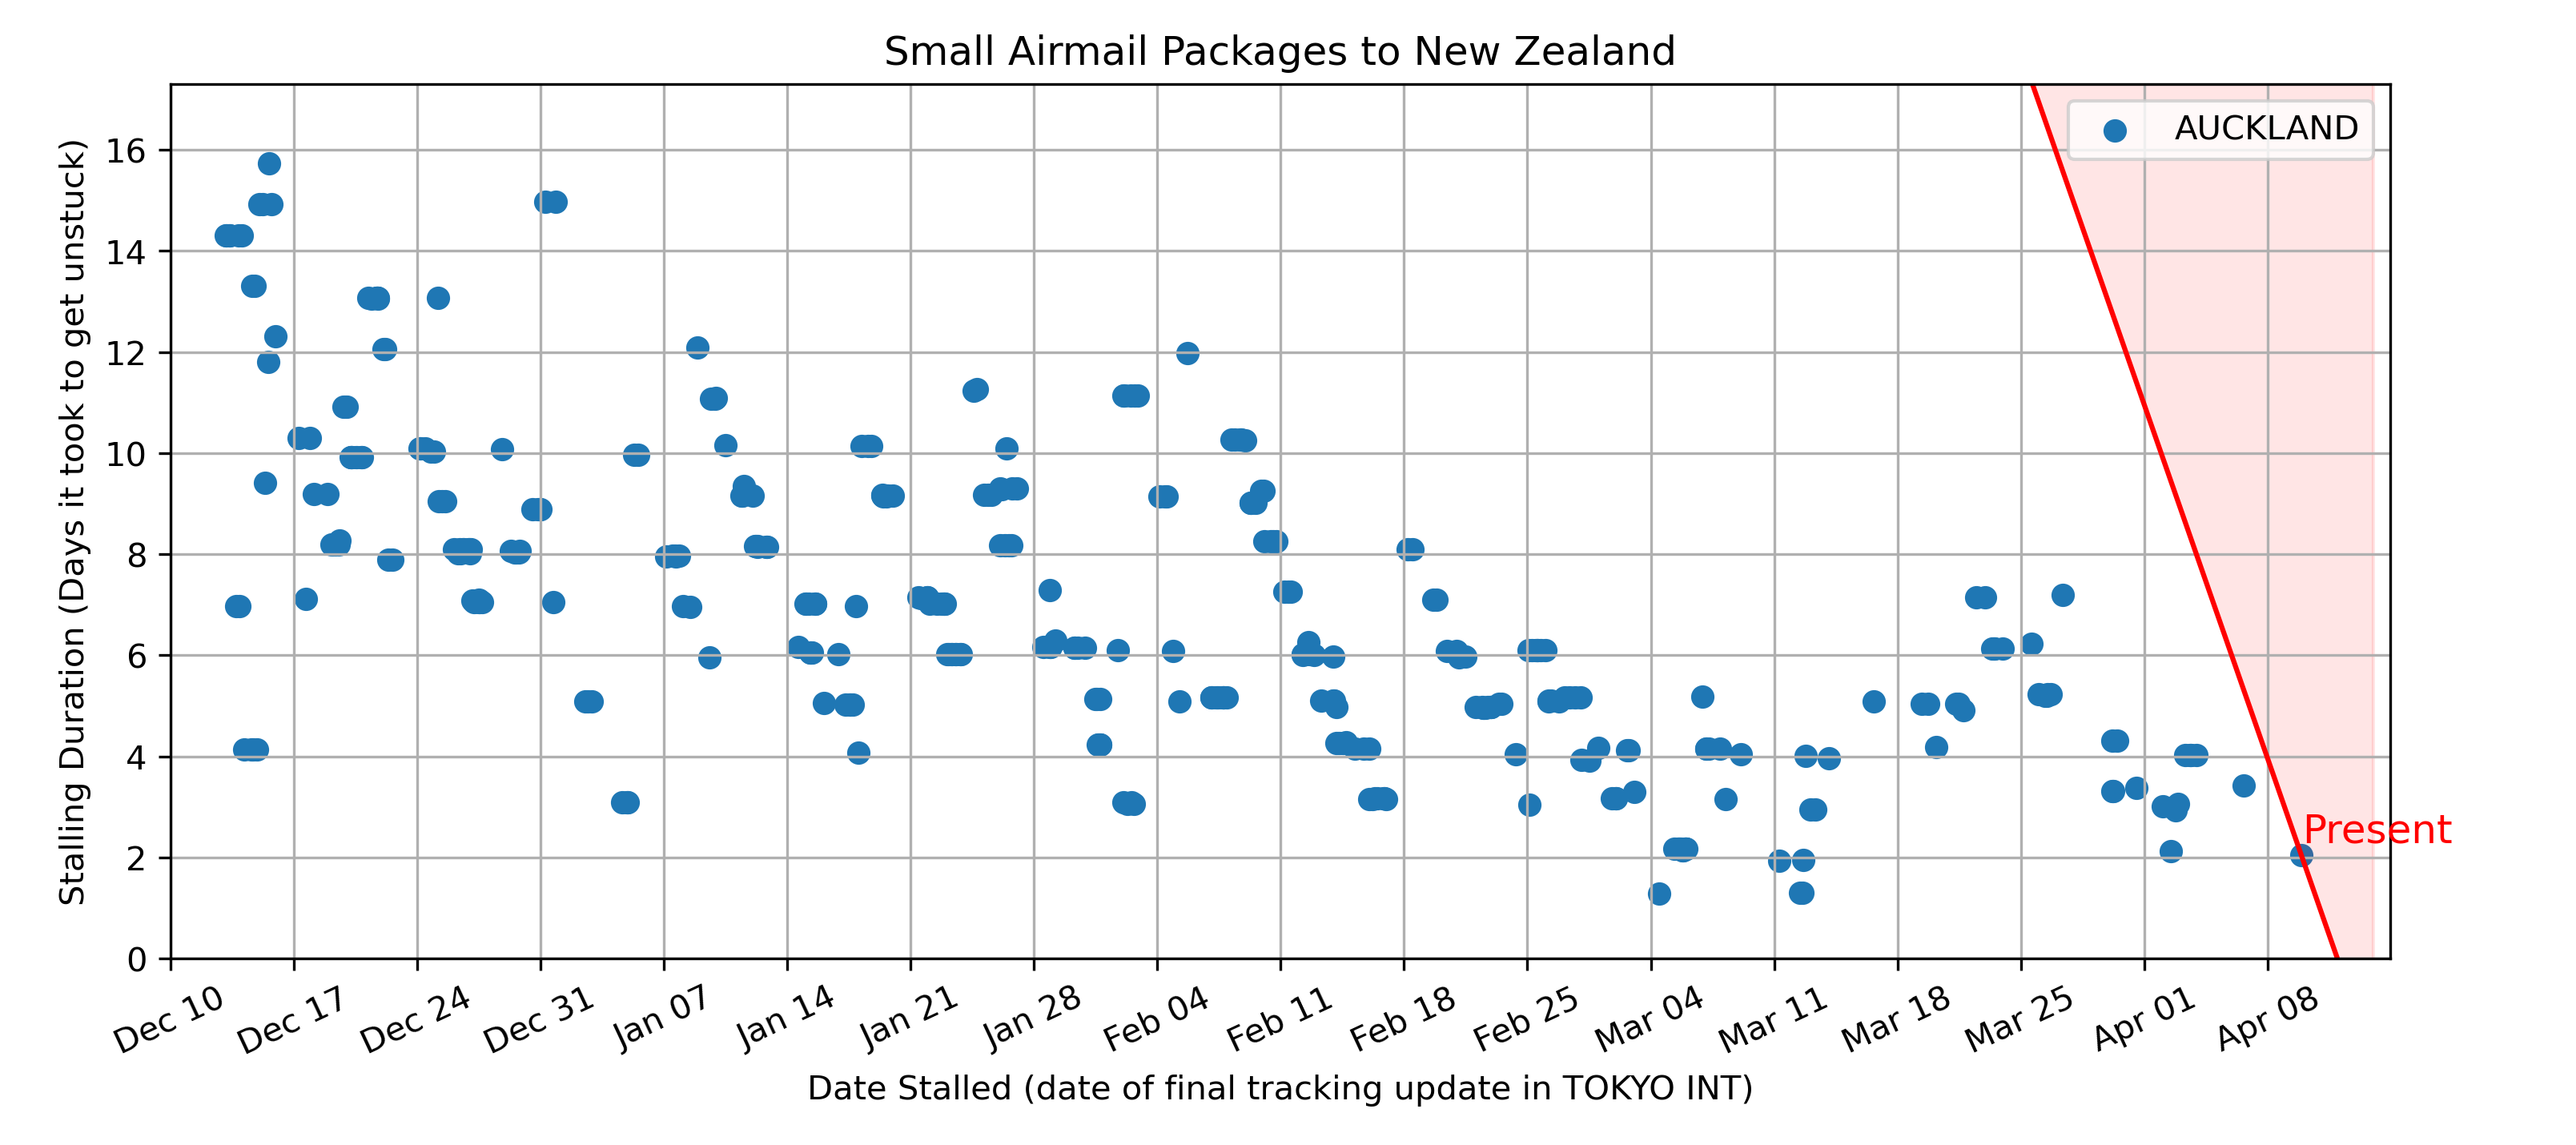 Small Airmail Packages to New Zealand
AUCKLAND
Stalling Duration (Days it took to get unstuck)
16
14
12
10
8
6
4
2
0
Present
Dec 10
Dec 17
Dec 24
Dec 31
Jan 07
Jan 14
Jan 21
Jan 28
Feb 04
Feb 11
Feb 18
Feb 25
Mar 04
Mar 11
Mar 18
Mar 25
Apr 01
Apr 08
Date Stalled (date of final tracking update in TOKYO INT)